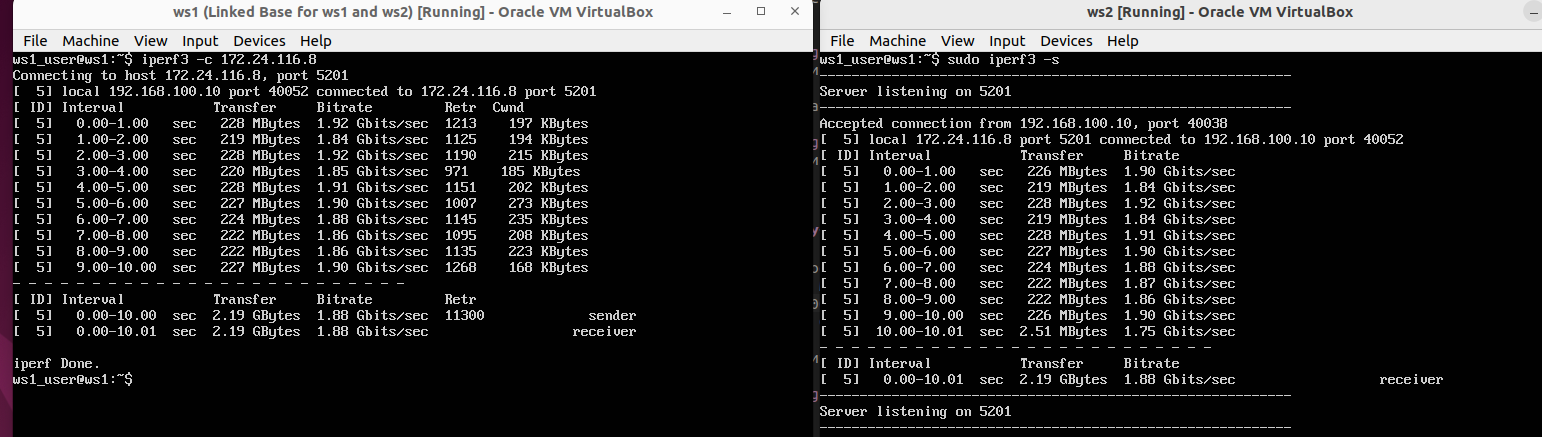 ws1 (Linked Base for ws1 and ws2) [Running] - Oracle VM VirtualBox
File Machine View Input Devices Help
ws1_user@ws1:~$ iperf3 -c 172.24.116.8
Connecting to host 172.24.116.8, port 5201
[  5] local 192.168.100.10 port 40052 connected to 172.24.116.8 port 5201
[ ID] Interval           Transfer     Bitrate         Retr  Cwnd
[  5]   0.00-1.00   sec   228 MBytes  1.92 Gbits/sec  1213    197 KBytes
[  5]   1.00-2.00   sec   219 MBytes  1.84 Gbits/sec  1125    194 KBytes
[  5]   2.00-3.00   sec   228 MBytes  1.92 Gbits/sec  1190    215 KBytes
[  5]   3.00-4.00   sec   220 MBytes  1.85 Gbits/sec  971    185 KBytes
[  5]   4.00-5.00   sec   228 MBytes  1.91 Gbits/sec  1151    202 KBytes
[  5]   5.00-6.00   sec   227 MBytes  1.90 Gbits/sec  1007    273 KBytes
[  5]   6.00-7.00   sec   224 MBytes  1.88 Gbits/sec  1145    235 KBytes
[  5]   7.00-8.00   sec   222 MBytes  1.86 Gbits/sec  1095    208 KBytes
[  5]   8.00-9.00   sec   222 MBytes  1.86 Gbits/sec  1135    223 KBytes
[  5]   9.00-10.00  sec   227 MBytes  1.90 Gbits/sec  1268    168 KBytes
- - - - - - - - - - - - - - - - - - - - - - - - -
[ ID] Interval           Transfer     Bitrate         Retr
[  5]   0.00-10.00  sec  2.19 GBytes  1.88 Gbits/sec  11300             sender
[  5]   0.00-10.01  sec  2.19 GBytes  1.88 Gbits/sec                  receiver
iperf Done.
ws1_user@ws1:~$
ws2 [Running] - Oracle VM VirtualBox
File Machine View Input Devices Help
ws1_user@ws1:~$ sudo iperf3 -s
-----------------------------------------------------------
Server listening on 5201
-----------------------------------------------------------
Accepted connection from 192.168.100.10, port 40038
[  5] local 172.24.116.8 port 5201 connected to 192.168.100.10 port 40052
[ ID] Interval           Transfer     Bitrate
[  5]   0.00-1.00   sec   226 MBytes  1.90 Gbits/sec
[  5]   1.00-2.00   sec   219 MBytes  1.84 Gbits/sec
[  5]   2.00-3.00   sec   228 MBytes  1.92 Gbits/sec
[  5]   3.00-4.00   sec   219 MBytes  1.84 Gbits/sec
[  5]   4.00-5.00   sec   228 MBytes  1.91 Gbits/sec
[  5]   5.00-6.00   sec   227 MBytes  1.90 Gbits/sec
[  5]   6.00-7.00   sec   224 MBytes  1.88 Gbits/sec
[  5]   7.00-8.00   sec   222 MBytes  1.87 Gbits/sec
[  5]   8.00-9.00   sec   222 MBytes  1.86 Gbits/sec
[  5]   9.00-10.00  sec   226 MBytes  1.90 Gbits/sec
[  5]  10.00-10.01  sec  2.51 MBytes  1.75 Gbits/sec
- - - - - - - - - - - - - - - - - - - - - - - - -
[ ID] Interval           Transfer     Bitrate
[  5]   0.00-10.01  sec  2.19 GBytes  1.88 Gbits/sec                  receiver
-----------------------------------------------------------
Server listening on 5201
-----------------------------------------------------------